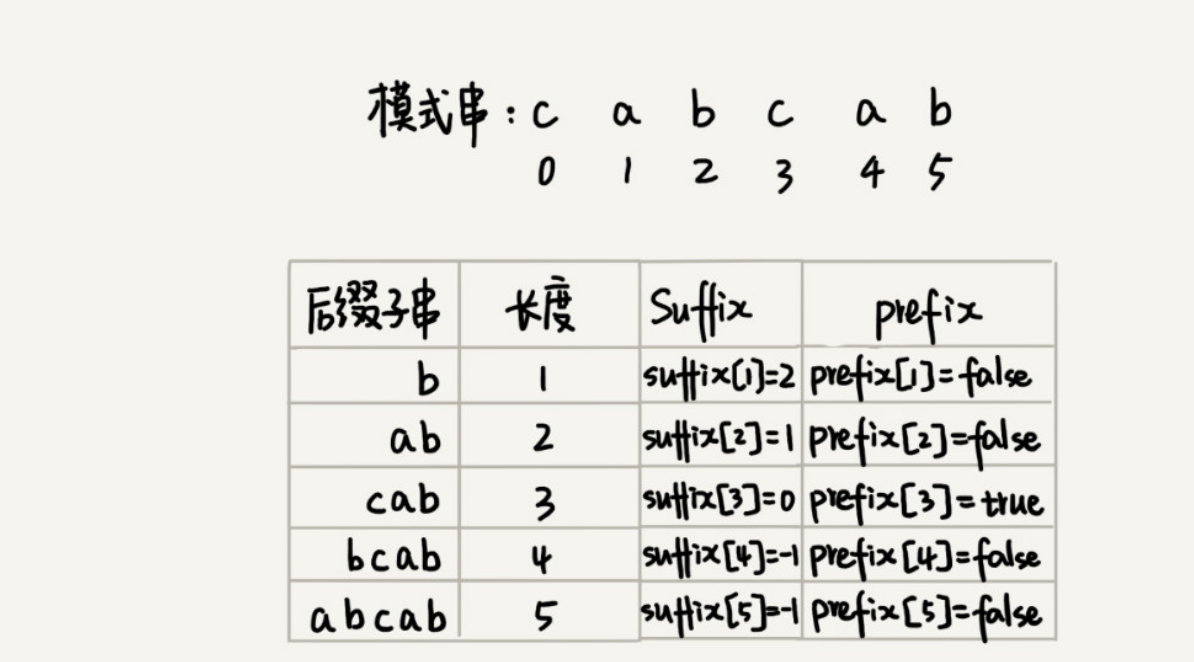 模式串：c a b c a b
0 1 2 3 4 5
后缀子串 长度 Suffix prefix
b 1 suffix[1]=2 prefix[1]=false
ab 2 suffix[2]=1 prefix[2]=false
cab 3 suffix[3]=0 prefix[3]=true
bcab 4 suffix[4]=-1 prefix[4]=false
abcab 5 suffix[5]=-1 prefix[5]=false